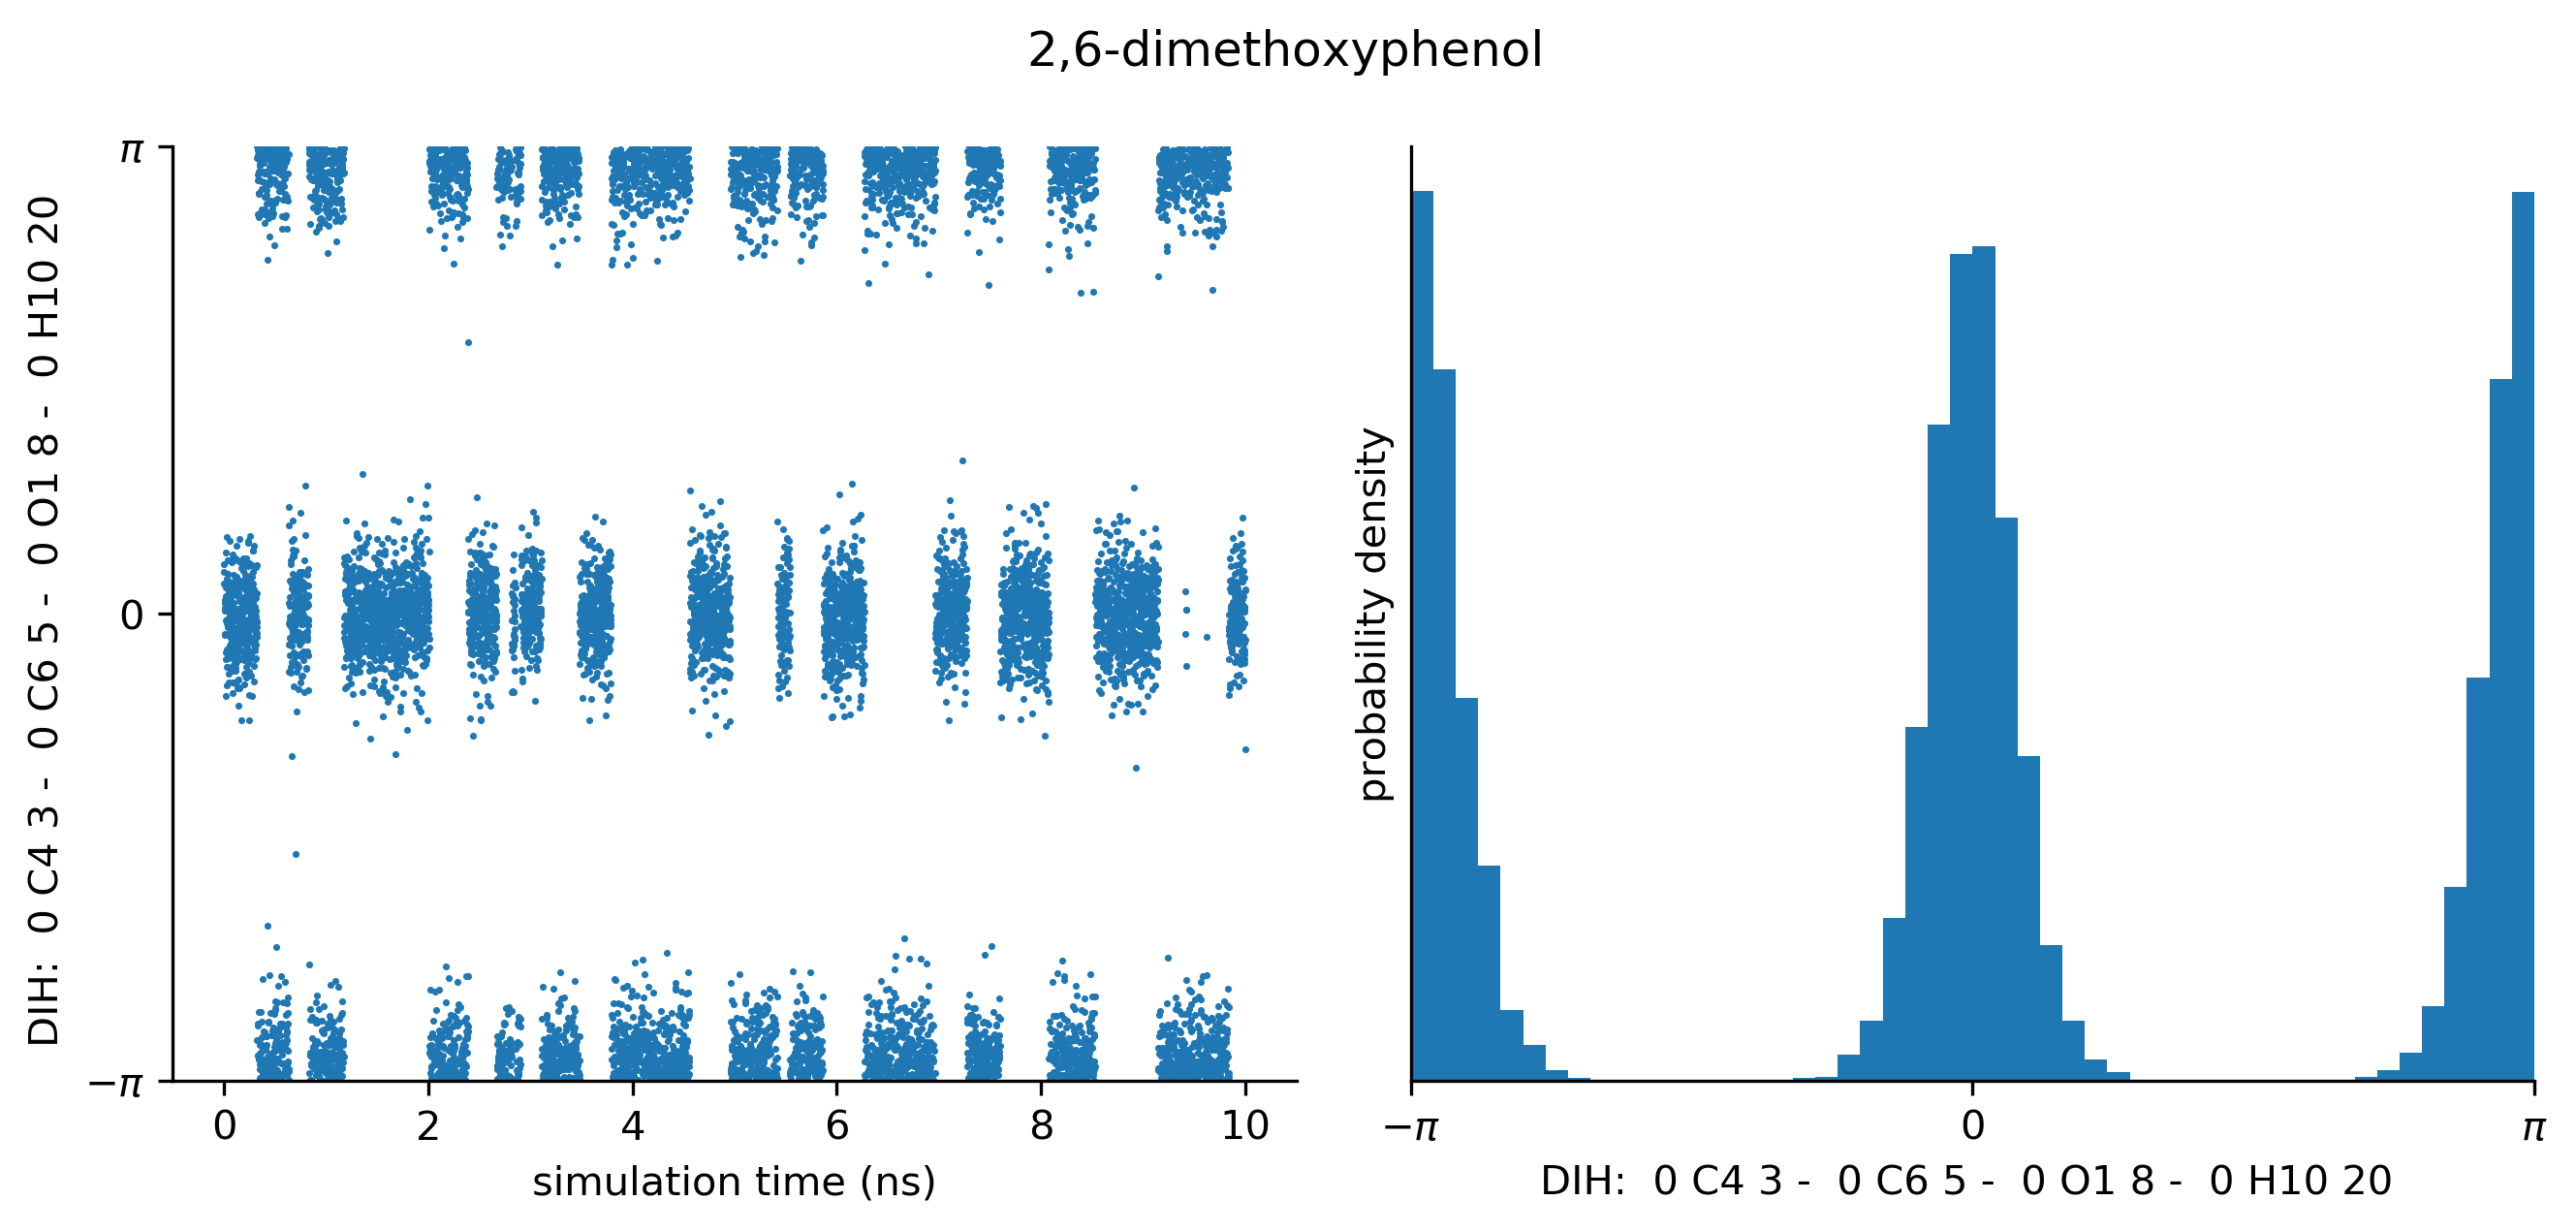 2,6-dimethoxyphenol
DIH:  0 C4 3 -  0 C6 5 -  0 O1 8 -  0 H10 20
π
0
−π
0 2 4 6 8 10
simulation time (ns)
probability density
−π 0 π
DIH:  0 C4 3 -  0 C6 5 -  0 O1 8 -  0 H10 20